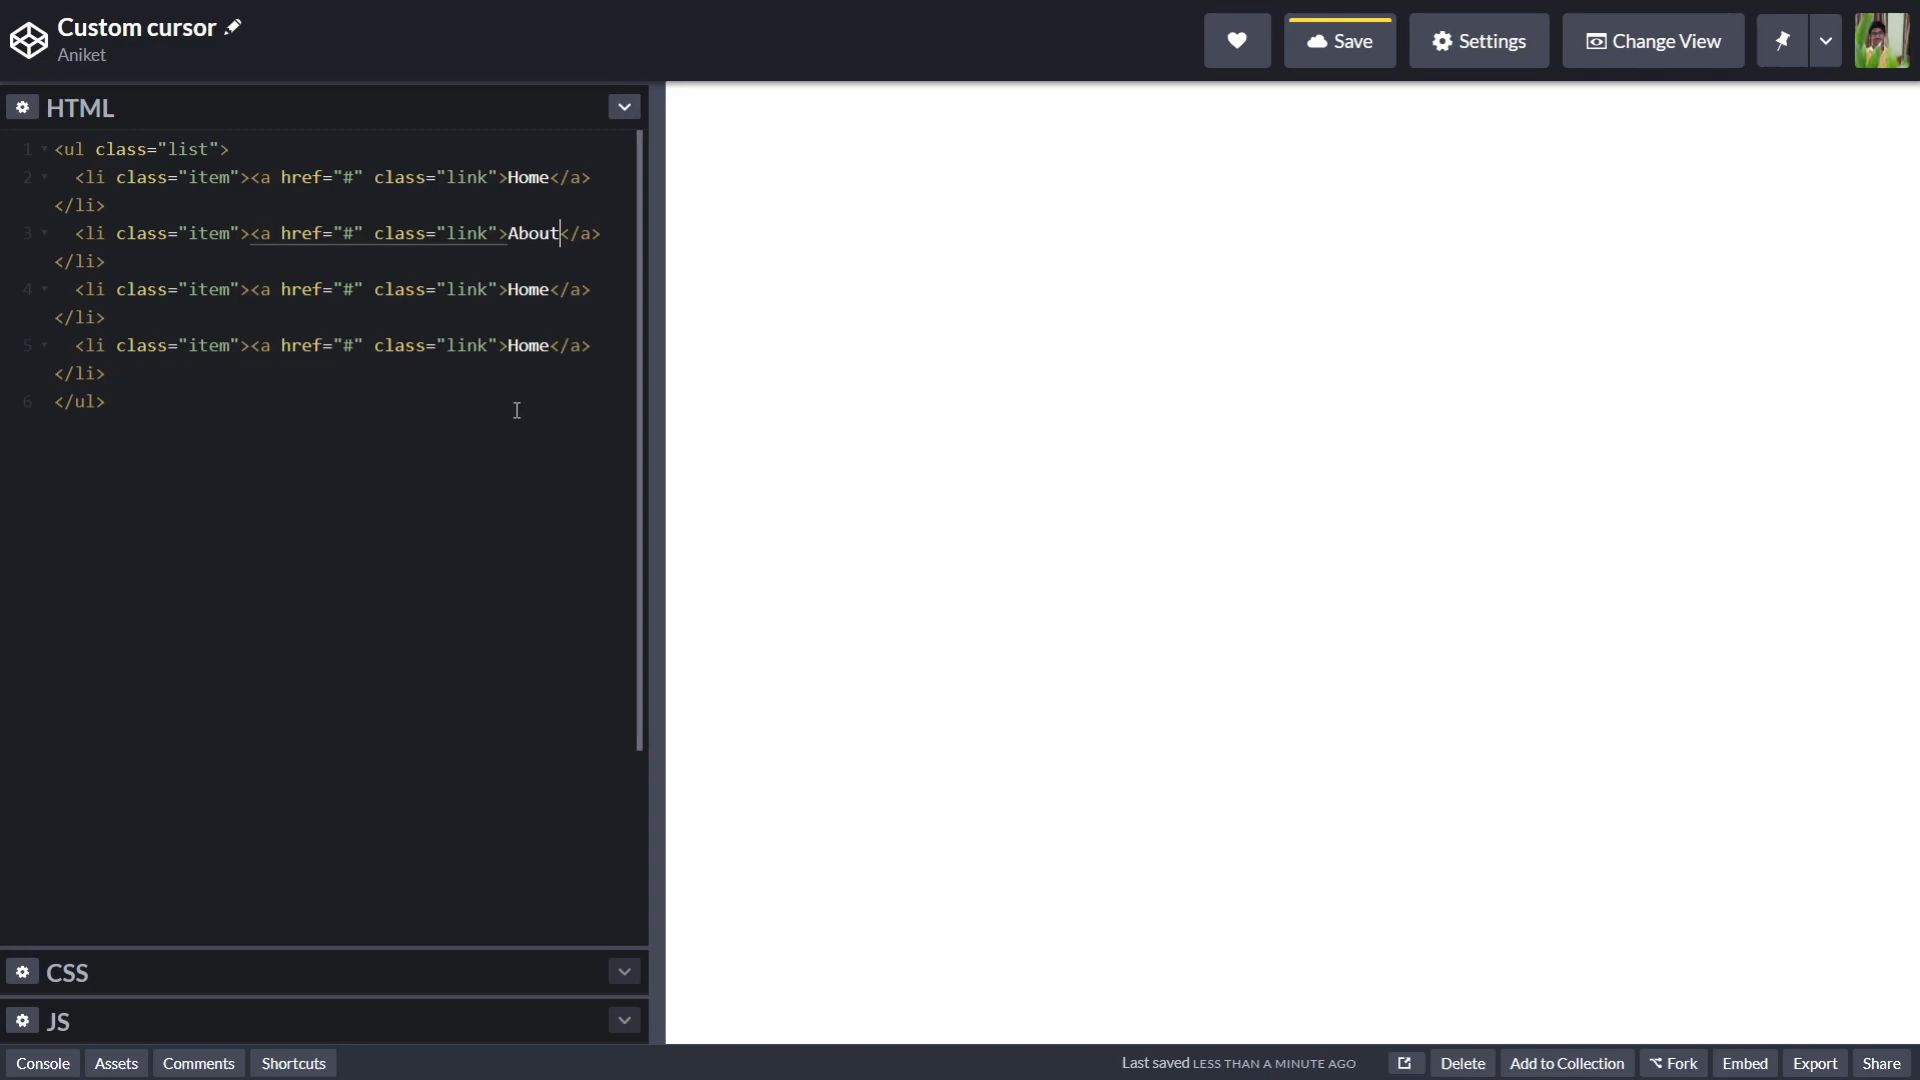 Custom cursor
Aniket
Save
Settings
Change View
HTML
1 <ul class="list">
2 <li class="item"><a href="#" class="link">Home</a>
</li>
3 <li class="item"><a href="#" class="link">About</a>
</li>
4 <li class="item"><a href="#" class="link">Home</a>
</li>
5 <li class="item"><a href="#" class="link">Home</a>
</li>
6 </ul>
CSS
JS
Console Assets Comments Shortcuts Last saved LESS THAN A MINUTE AGO Delete Add to Collection Fork Embed Export Share